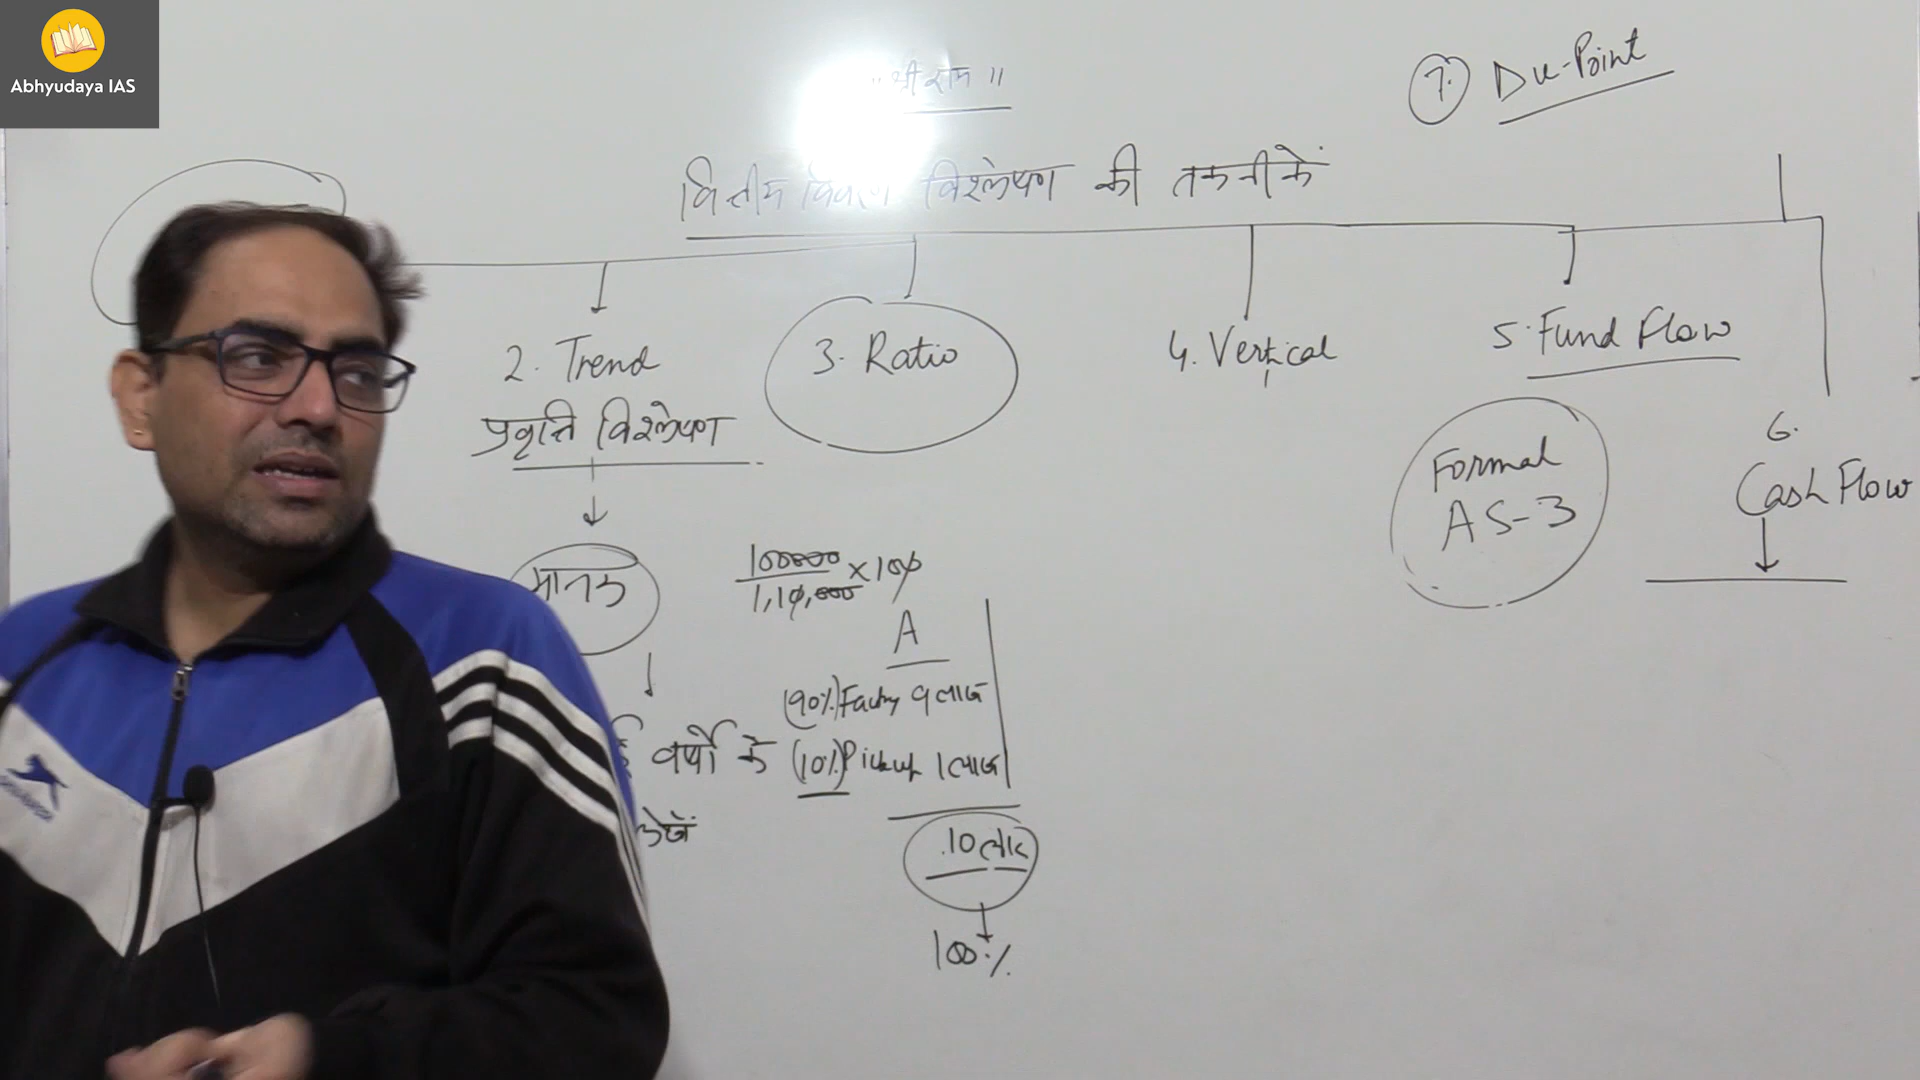 Abhyudaya IAS
"श्री राम"
7. Du-Point
वित्तीय विवरण विश्लेषण की तकनीकें
2. Trend
प्रवृत्ति विश्लेषण
3. Ratio
4. Vertical
5. Fund Flow
Formal
AS-3
6.
Cash Flow
मानक
100000
1,10,000
×100
A
(90%) Factory 9 लाख
(10%) Pickup 1 लाख
10 लाख
100%
वर्षों के